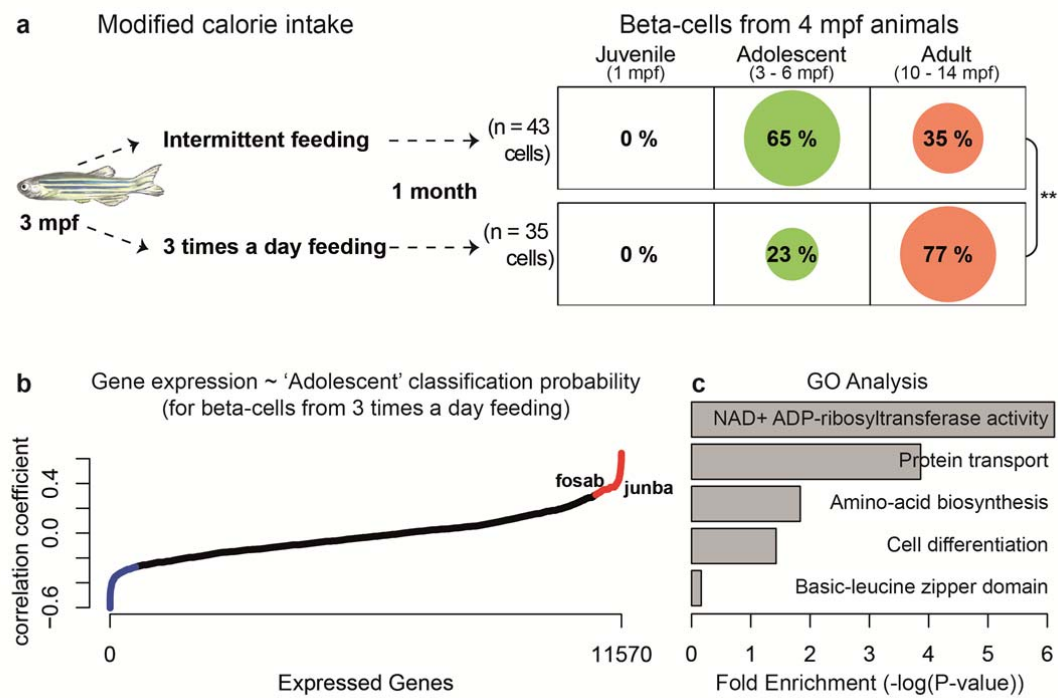 a Modified calorie intake
Beta-cells from 4 mpf animals
Juvenile
(1 mpf)
Adolescent
(3 - 6 mpf)
Adult
(10 - 14 mpf)
3 mpf
Intermittent feeding
(n = 43
cells)
0 %
65 %
35 %
1 month
3 times a day feeding
(n = 35
cells)
0 %
23 %
77 %
**
b
Gene expression ~ 'Adolescent' classification probability
(for beta-cells from 3 times a day feeding)
correlation coefficient
0.4
0.0
−0.6
fosab
junba
0
11570
Expressed Genes
c
GO Analysis
NAD+ ADP-ribosyltransferase activity
Protein transport
Amino-acid biosynthesis
Cell differentiation
Basic-leucine zipper domain
0 1 2 3 4 5 6
Fold Enrichment (-log(P-value))